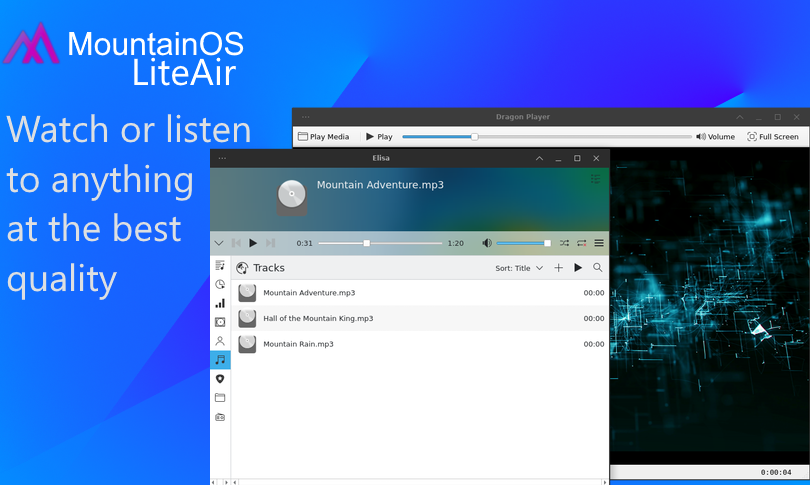 MountainOS
LiteAir
Watch or listen
to anything
at the best
quality
Dragon Player
Play Media
Play
Volume
Full Screen
Elisa
Mountain Adventure.mp3
0:31
1:20
Tracks
Sort: Title
Mountain Adventure.mp3 00:00
Hall of the Mountain King.mp3 00:00
Mountain Rain.mp3 00:00
0:00:04